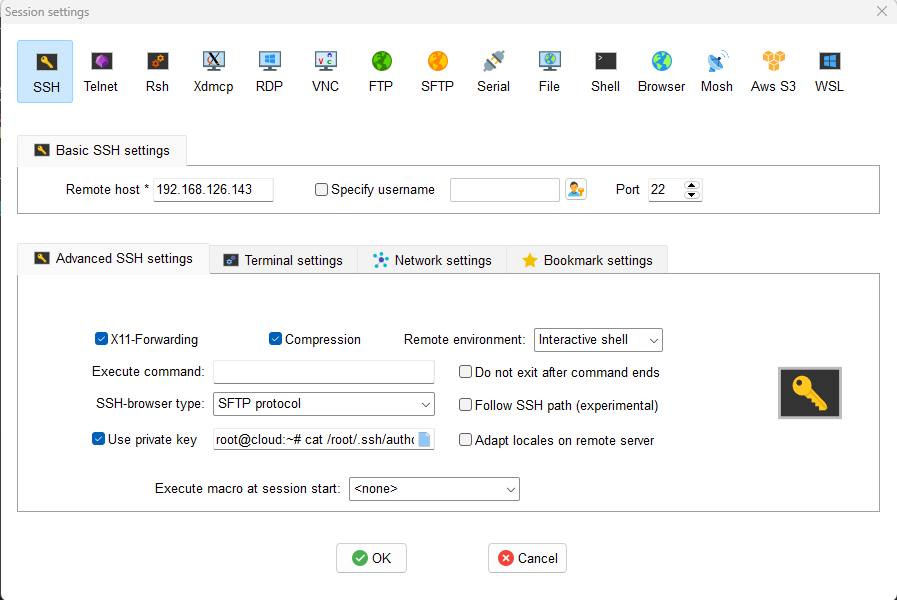 Session settings
SSH Telnet Rsh Xdmcp RDP VNC FTP SFTP Serial File Shell Browser Mosh Aws S3 WSL
Basic SSH settings
Remote host * 192.168.126.143 Specify username Port 22
Advanced SSH settings Terminal settings Network settings Bookmark settings
X11-Forwarding Compression Remote environment: Interactive shell
Execute command: Do not exit after command ends
SSH-browser type: SFTP protocol Follow SSH path (experimental)
Use private key root@cloud:~# cat /root/.ssh/autho Adapt locales on remote server
Execute macro at session start: <none>
OK Cancel